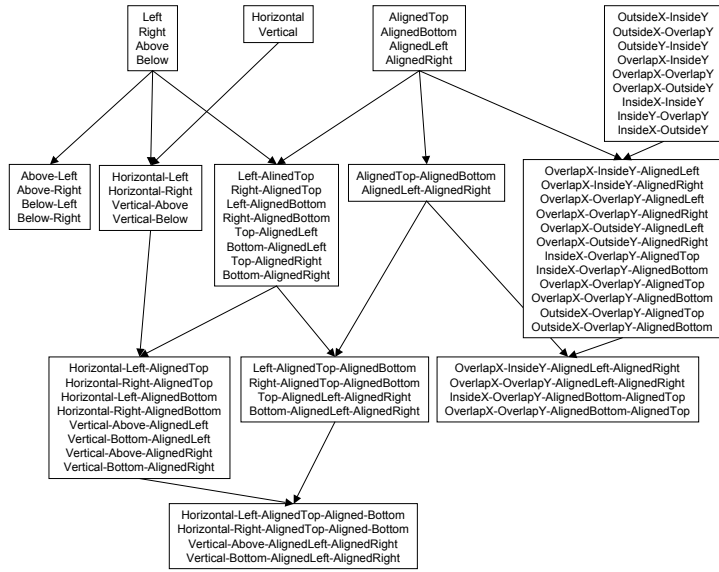 Left
Right
Above
Below
Horizontal
Vertical
AlignedTop
AlignedBottom
AlignedLeft
AlignedRight
OutsideX-InsideY
OutsideX-OverlapY
OutsideY-InsideY
OverlapX-InsideY
OverlapX-OverlapY
OverlapX-OutsideY
InsideX-InsideY
InsideY-OverlapY
InsideX-OutsideY
Above-Left
Above-Right
Below-Left
Below-Right
Horizontal-Left
Horizontal-Right
Vertical-Above
Vertical-Below
Left-AlinedTop
Right-AlignedTop
Left-AlignedBottom
Right-AlignedBottom
Top-AlignedLeft
Bottom-AlignedLeft
Top-AlignedRight
Bottom-AlignedRight
AlignedTop-AlignedBottom
AlignedLeft-AlignedRight
OverlapX-InsideY-AlignedLeft
OverlapX-InsideY-AlignedRight
OverlapX-OverlapY-AlignedLeft
OverlapX-OverlapY-AlignedRight
OverlapX-OutsideY-AlignedLeft
OverlapX-OutsideY-AlignedRight
InsideX-OverlapY-AlignedTop
InsideX-OverlapY-AlignedBottom
OverlapX-OverlapY-AlignedTop
OverlapX-OverlapY-AlignedBottom
OutsideX-OverlapY-AlignedTop
OutsideX-OverlapY-AlignedBottom
Horizontal-Left-AlignedTop
Horizontal-Right-AlignedTop
Horizontal-Left-AlignedBottom
Horizontal-Right-AlignedBottom
Vertical-Above-AlignedLeft
Vertical-Bottom-AlignedLeft
Vertical-Above-AlignedRight
Vertical-Bottom-AlignedRight
Left-AlignedTop-AlignedBottom
Right-AlignedTop-AlignedBottom
Top-AlignedLeft-AlignedRight
Bottom-AlignedLeft-AlignedRight
OverlapX-InsideY-AlignedLeft-AlignedRight
OverlapX-OverlapY-AlignedLeft-AlignedRight
InsideX-OverlapY-AlignedBottom-AlignedTop
OverlapX-OverlapY-AlignedBottom-AlignedTop
Horizontal-Left-AlignedTop-Aligned-Bottom
Horizontal-Right-AlignedTop-Aligned-Bottom
Vertical-Above-AlignedLeft-AlignedRight
Vertical-Bottom-AlignedLeft-AlignedRight